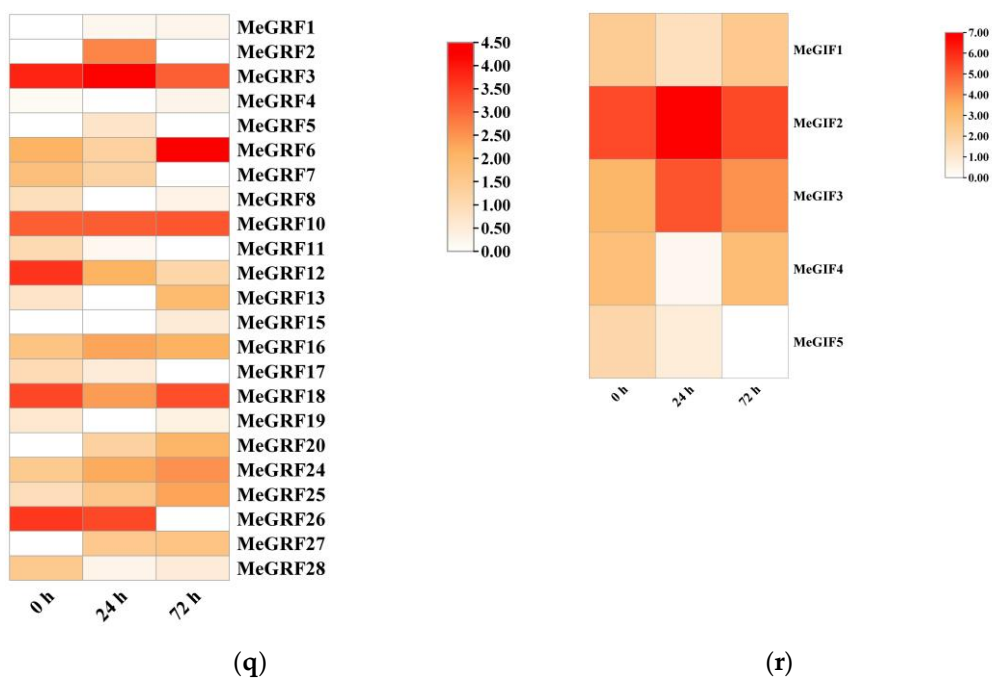 MeGRF1
MeGRF2
MeGRF3
MeGRF4
MeGRF5
MeGRF6
MeGRF7
MeGRF8
MeGRF10
MeGRF11
MeGRF12
MeGRF13
MeGRF15
MeGRF16
MeGRF17
MeGRF18
MeGRF19
MeGRF20
MeGRF24
MeGRF25
MeGRF26
MeGRF27
MeGRF28
0 h 24 h 72 h
4.50
4.00
3.50
3.00
2.50
2.00
1.50
1.00
0.50
0.00
(q)
MeGIF1
MeGIF2
MeGIF3
MeGIF4
MeGIF5
0 h 24 h 72 h
7.00
6.00
5.00
4.00
3.00
2.00
1.00
0.00
(r)